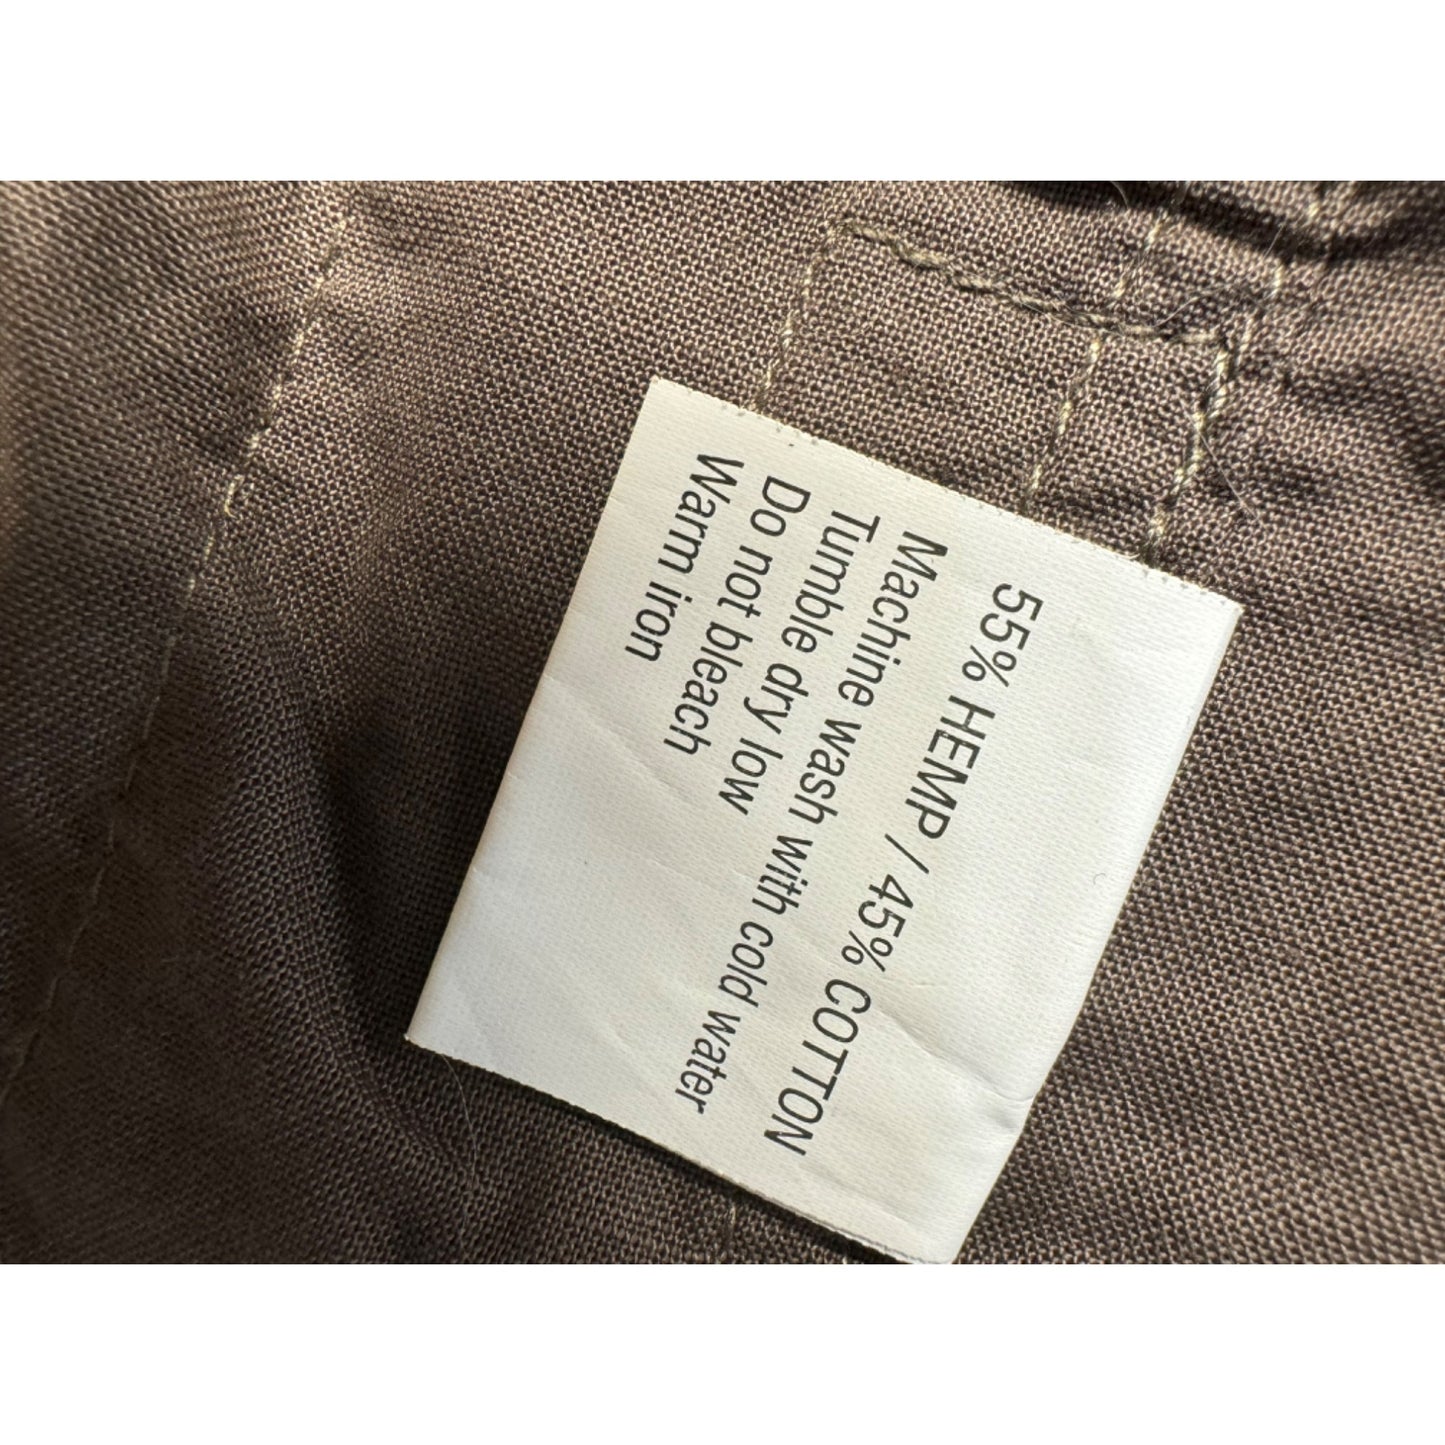 55% HEMP / 45% COTTON
Machine wash with cold water
Tumble dry low
Do not bleach
Warm iron